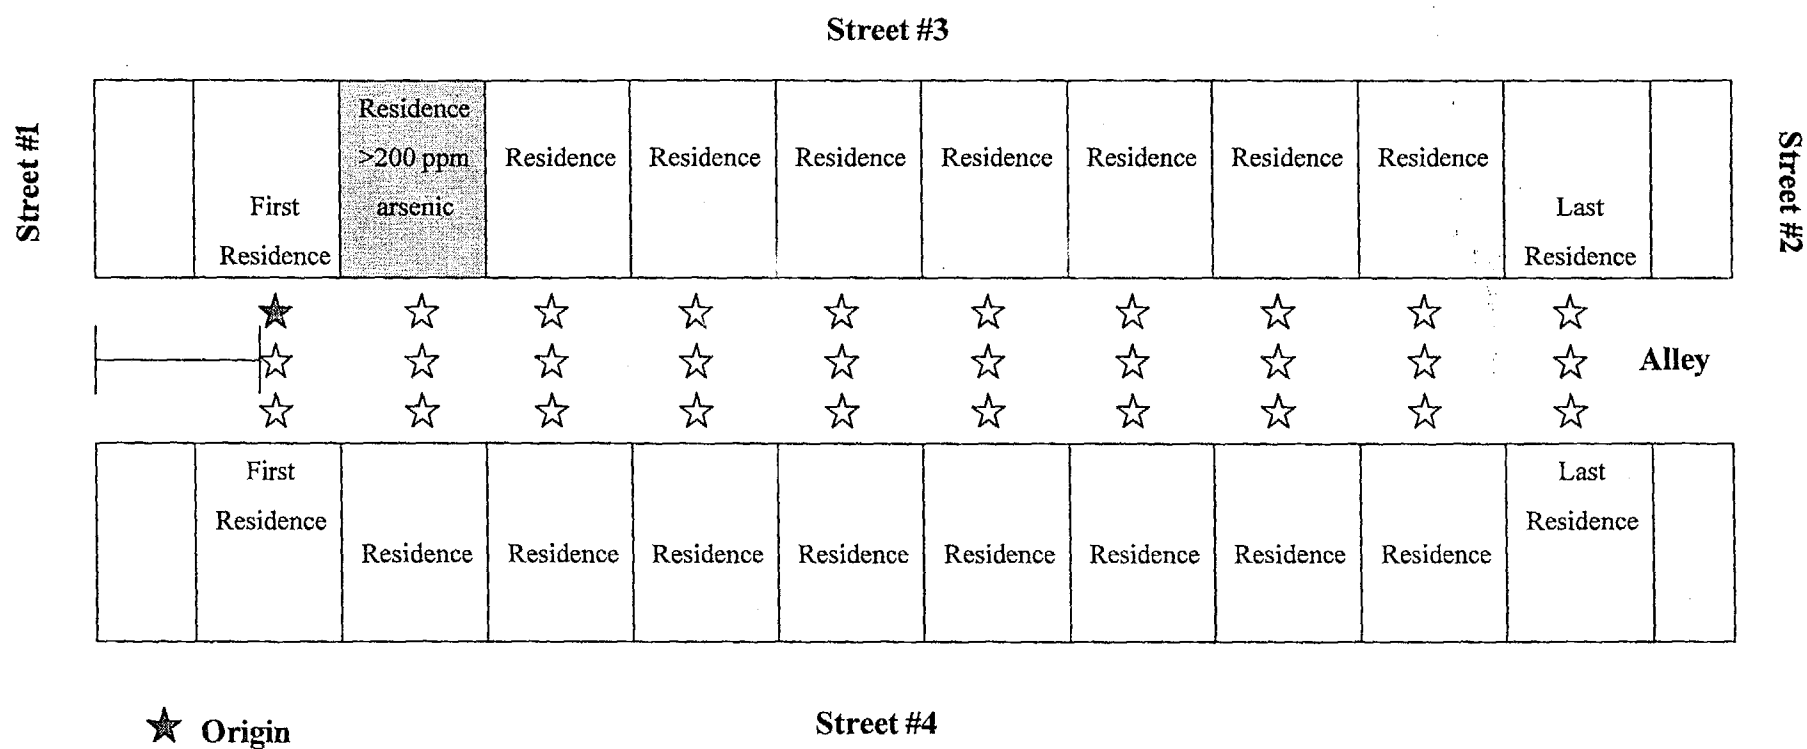 Street #3
Street #1
Residence
>200 ppm
arsenic
First
Residence
Residence
Residence
Residence
Residence
Residence
Residence
Residence
Last
Residence
Street #2
Alley
First
Residence
Residence
Residence
Residence
Residence
Residence
Residence
Residence
Residence
Last
Residence
Origin
Street #4